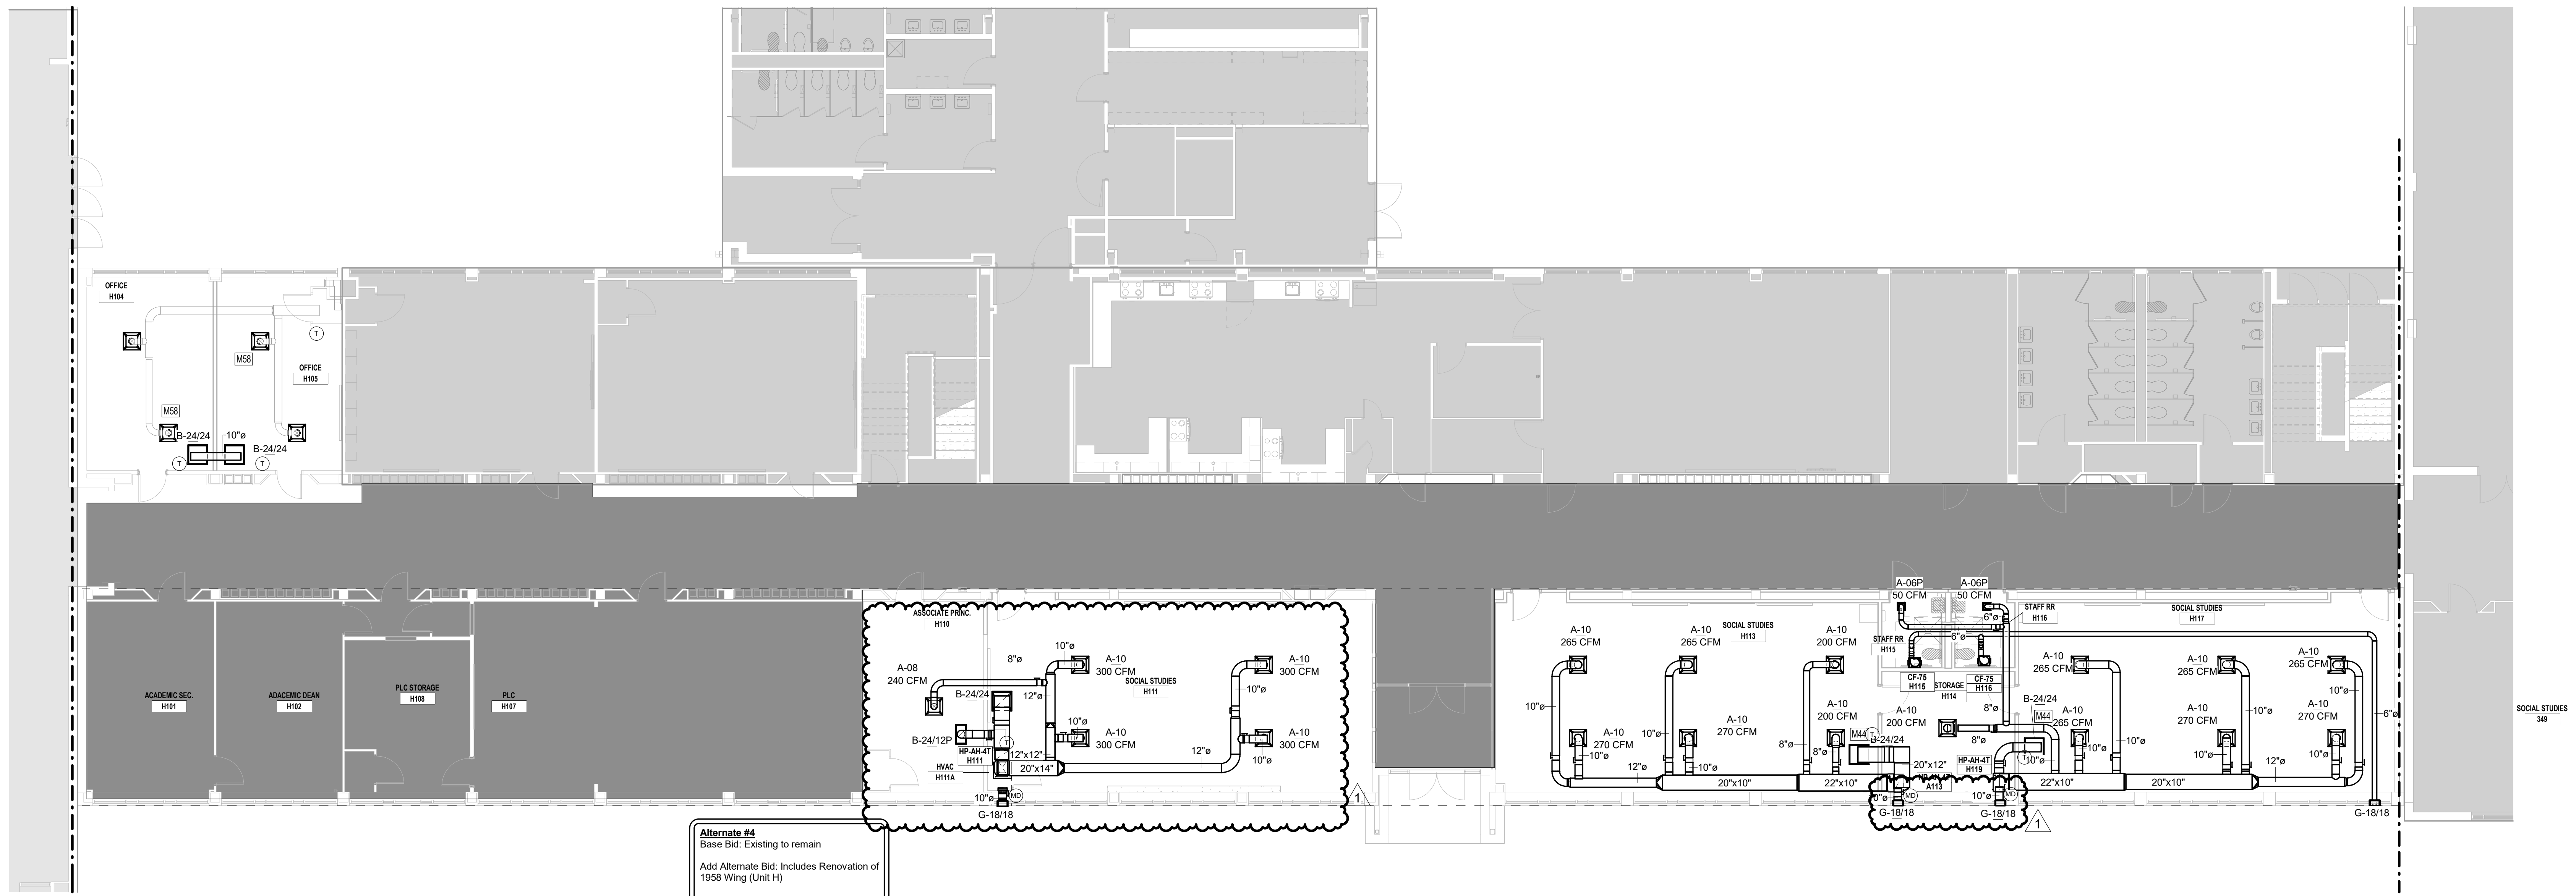 OFFICE
H104
T
M58
OFFICE
H105
M58
B-24/24
10"ø
B-24/24
T
T
ACADEMIC SEC.
H101
ADACEMIC DEAN
H102
PLC STORAGE
H108
PLC
H107
ASSOCIATE PRINC.
H110
A-08
240 CFM
8"ø
10"ø
A-10
300 CFM
SOCIAL STUDIES
H111
A-10
300 CFM
B-24/24
12"ø
10"ø
B-24/12P
T
10"ø
A-10
300 CFM
A-10
300 CFM
10"ø
HP-AH-4T
H111
12"x12"
HVAC
H111A
20"x14"
12"ø
10"ø
MD
G-18/18
1
Alternate #4
Base Bid: Existing to remain
Add Alternate Bid: Includes Renovation of
1958 Wing (Unit H)
A-10
265 CFM
A-10
265 CFM
SOCIAL STUDIES
H113
A-10
200 CFM
10"ø
10"ø
A-10
270 CFM
A-10
270 CFM
A-10
200 CFM
10"ø
10"ø
8"ø
8"ø
12"ø
20"x10"
22"x10"
A-06P
50 CFM
A-06P
50 CFM
STAFF RR
H116
6"ø
6"ø
STAFF RR
H115
CF-75
H115
CF-75
H116
STORAGE
H114
A-10
200 CFM
8"ø
8"ø
B-24/24
M44
M44
T
B-24/24
20"x12"
HP-AH-4T
H119
T
10"ø
HP-AH-4T
A113
0"ø
MD
10"ø
MD
G-18/18
G-18/18
1
SOCIAL STUDIES
H117
A-10
265 CFM
A-10
265 CFM
A-10
265 CFM
A-10
265 CFM
A-10
270 CFM
A-10
270 CFM
10"ø
10"ø
10"ø
10"ø
10"ø
10"ø
6"ø
22"x10"
20"x10"
12"ø
G-18/18
SOCIAL STUDIES
349